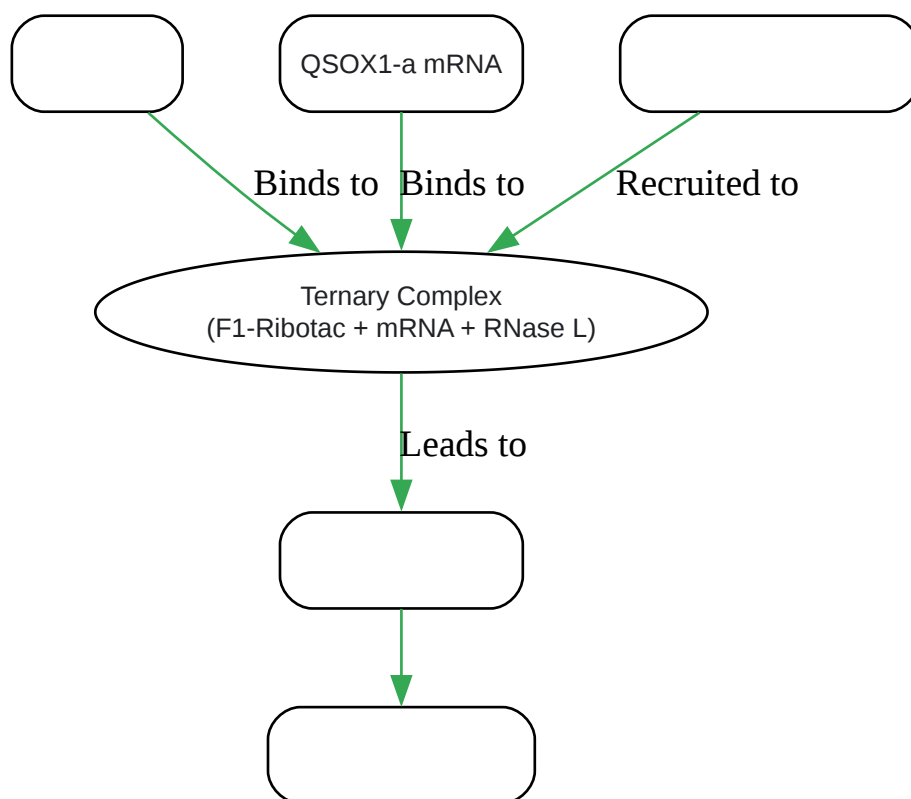 QSOX1-a mRNA
Binds to
Binds to
Recruited to
Ternary Complex
(F1-Ribotac + mRNA + RNase L)
Leads to